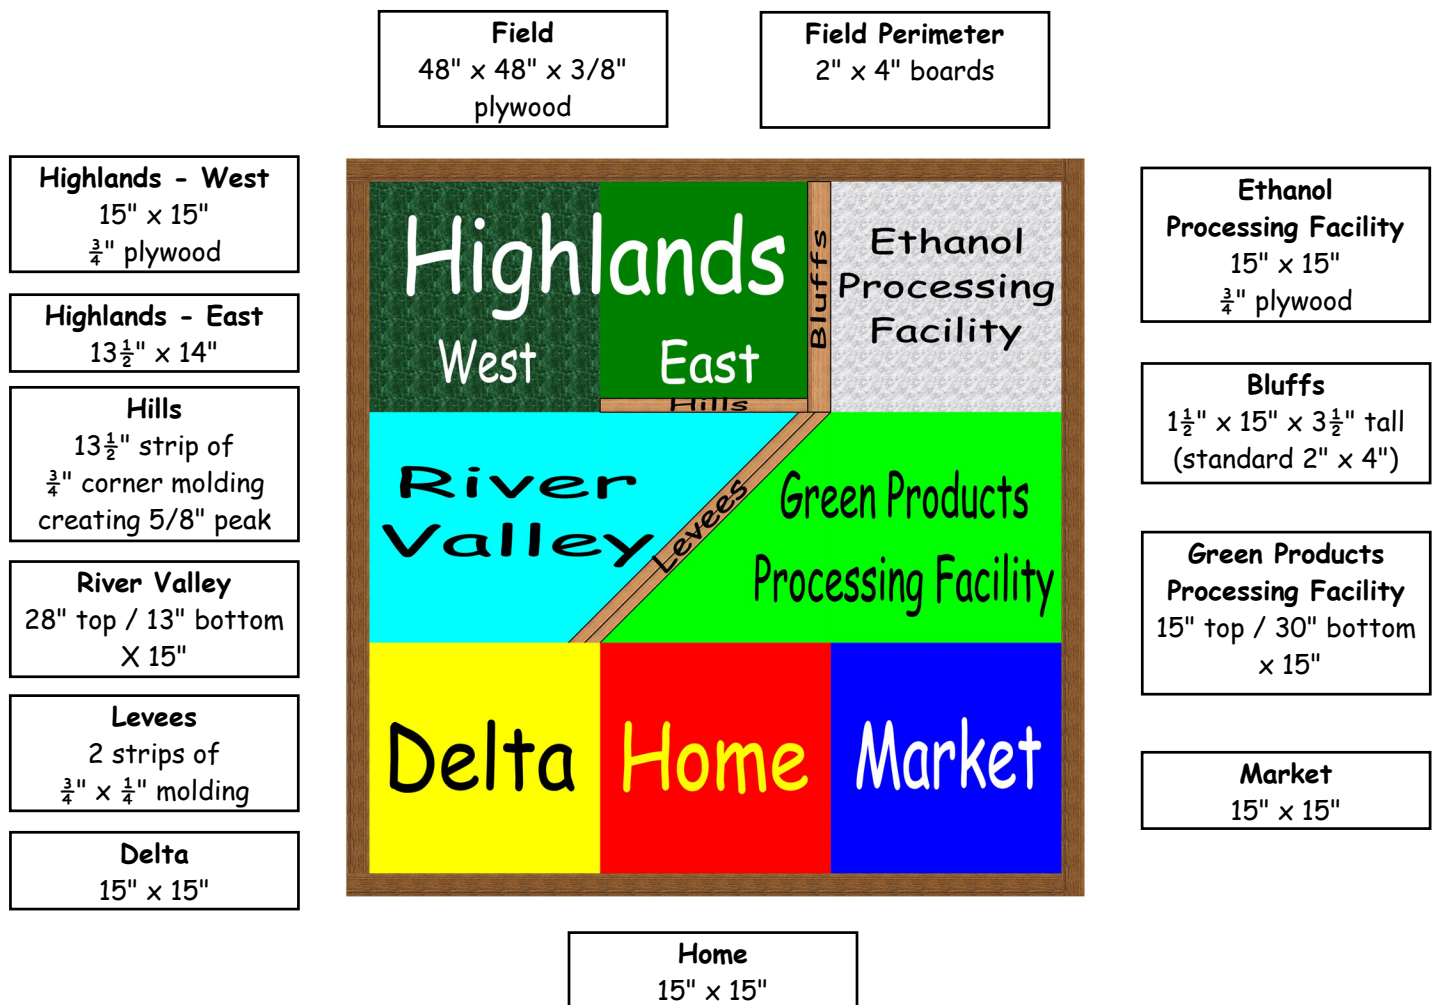 Field
48" x 48" x 3/8"
plywood
Field Perimeter
2" x 4" boards
Highlands - West
15" x 15"
¾" plywood
Highlands - East
13½" x 14"
Hills
13½" strip of
¾" corner molding
creating 5/8" peak
River Valley
28" top / 13" bottom
X 15"
Levees
2 strips of
¾" x ¼" molding
Delta
15" x 15"
Highlands
West
East
Hills
Bluffs
Ethanol
Processing
Facility
River
Valley
Levees
Green Products
Processing Facility
Delta
Home
Market
Ethanol
Processing Facility
15" x 15"
¾" plywood
Bluffs
1½" x 15" x 3½" tall
(standard 2" x 4")
Green Products
Processing Facility
15" top / 30" bottom
x 15"
Market
15" x 15"
Home
15" x 15"